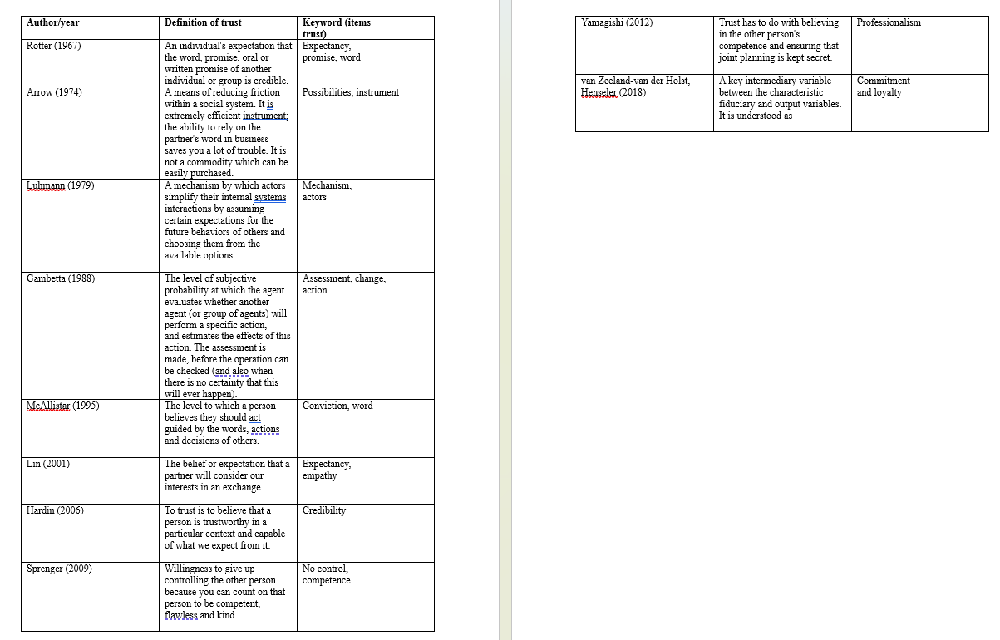 Author/year Definition of trust Keyword (items
trust)
Rotter (1967) An individual's expectation that Expectancy,
the word, promise, oral or promise, word
written promise of another
individual or group is credible.
Arrow (1974) A means of reducing friction Possibilities, instrument
within a social system. It is
extremely efficient instrument;
the ability to rely on the
partner's word in business
saves you a lot of trouble. It is
not a commodity which can be
easily purchased.
Luhmann (1979) A mechanism by which actors Mechanism,
simplify their internal systems actors
interactions by assuming
certain expectations for the
future behaviors of others and
choosing them from the
available options.
Gambetta (1988) The level of subjective Assessment, change,
probability at which the agent action
evaluates whether another
agent (or group of agents) will
perform a specific action,
and estimates the effects of this
action. The assessment is
made, before the operation can
be checked (and also when
there is no certainty that this
will ever happen).
McAllistar (1995) The level to which a person Conviction, word
believes they should act
guided by the words, actions
and decisions of others.
Lin (2001) The belief or expectation that a Expectancy,
partner will consider our empathy
interests in an exchange.
Hardin (2006) To trust is to believe that a Credibility
person is trustworthy in a
particular context and capable
of what we expect from it.
Sprenger (2009) Willingness to give up No control,
controlling the other person competence
because you can count on that
person to be competent,
flawless and kind.
Yamagishi (2012) Trust has to do with believing Professionalism
in the other person's
competence and ensuring that
joint planning is kept secret.
van Zeeland-van der Holst, A key intermediary variable Commitment
Henseler (2018) between the characteristic and loyalty
fiduciary and output variables.
It is understood as